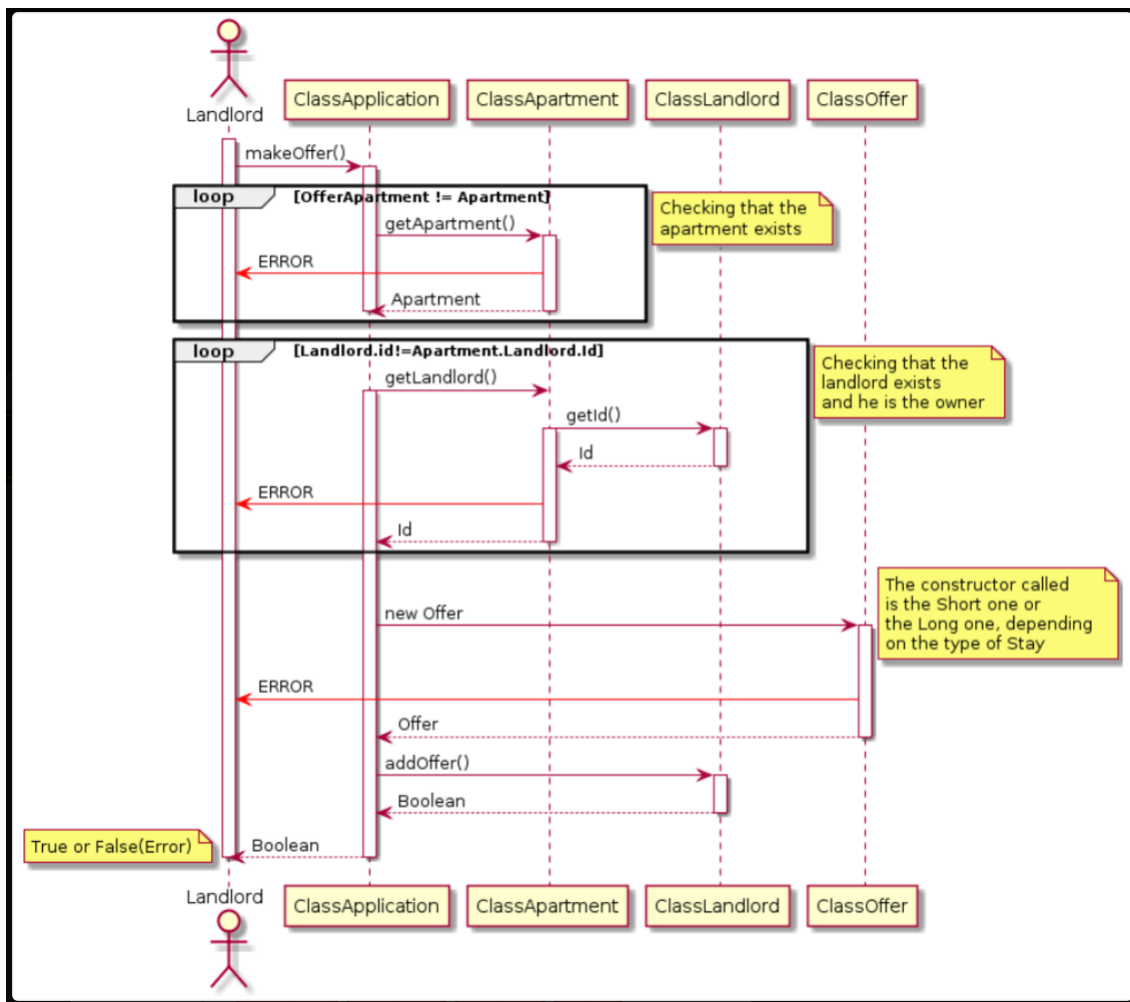 Landlord
ClassApplication
ClassApartment
ClassLandlord
ClassOffer
makeOffer()
loop
[OfferApartment != Apartment]
Checking that the
apartment exists
getApartment()
ERROR
Apartment
loop
[Landlord.id!=Apartment.Landlord.Id]
Checking that the
landlord exists
and he is the owner
getLandlord()
getId()
Id
ERROR
Id
The constructor called
is the Short one or
the Long one, depending
on the type of Stay
new Offer
ERROR
Offer
addOffer()
Boolean
True or False(Error)
Boolean
Landlord
ClassApplication
ClassApartment
ClassLandlord
ClassOffer